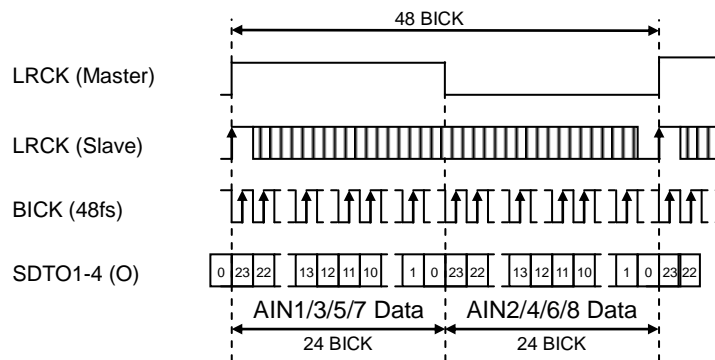 48 BICK
LRCK (Master)
LRCK (Slave)
BICK (48fs)
SDTO1-4 (O)
0 23 22 13 12 11 10 1 0 23 22 13 12 11 10 1 0 23 22
AIN1/3/5/7 Data AIN2/4/6/8 Data
24 BICK 24 BICK